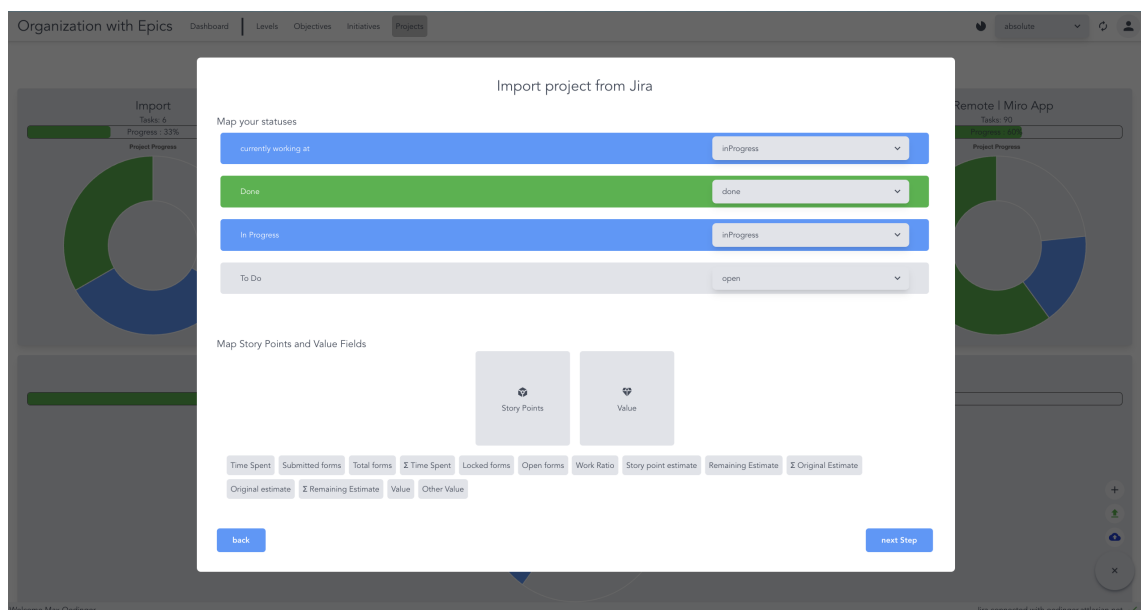 Organization with Epics Dashboard Levels Objectives Initiatives Projects absolute
Import project from Jira
Import
Tasks: 6
Progress : 33%
Project Progress
Remote | Miro App
Tasks: 90
Progress : 60%
Project Progress
Map your statuses
currently working at inProgress
Done done
In Progress inProgress
To Do open
Map Story Points and Value Fields
Story Points Value
Time Spent Submitted forms Total forms Σ Time Spent Locked forms Open forms Work Ratio Story point estimate Remaining Estimate Σ Original Estimate
Original estimate Σ Remaining Estimate Value Other Value
back next Step